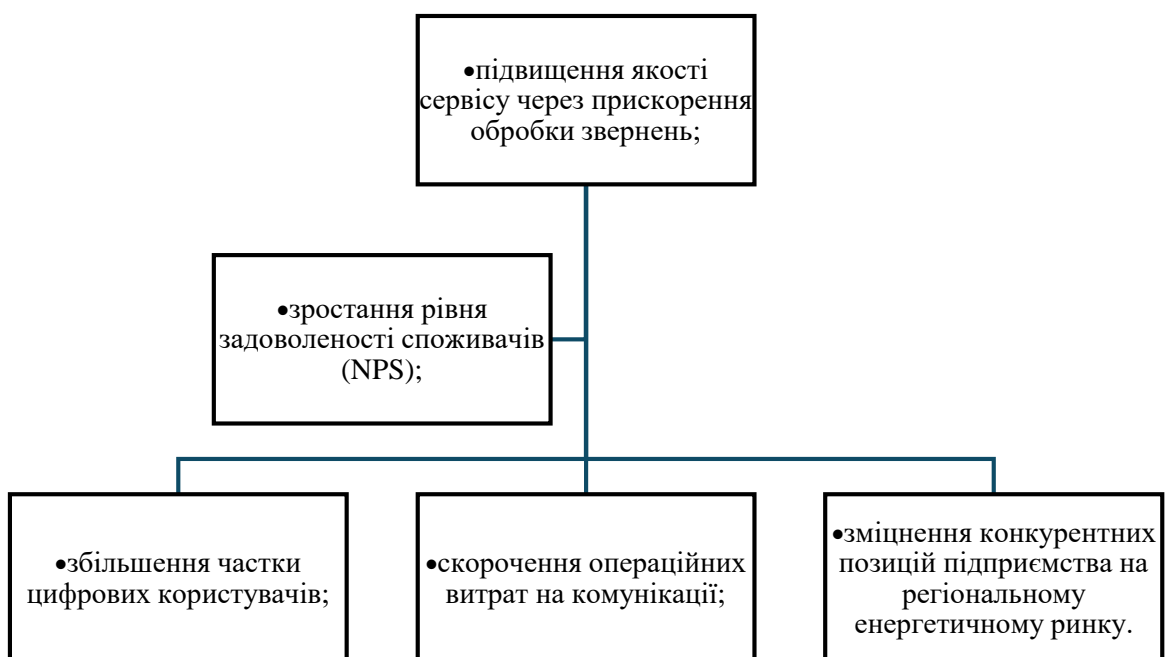 •підвищення якості
сервісу через прискорення
обробки звернень;
•зростання рівня
задоволеності споживачів
(NPS);
•збільшення частки
цифрових користувачів;
•скорочення операційних
витрат на комунікації;
•зміцнення конкурентних
позицій підприємства на
регіональному
енергетичному ринку.